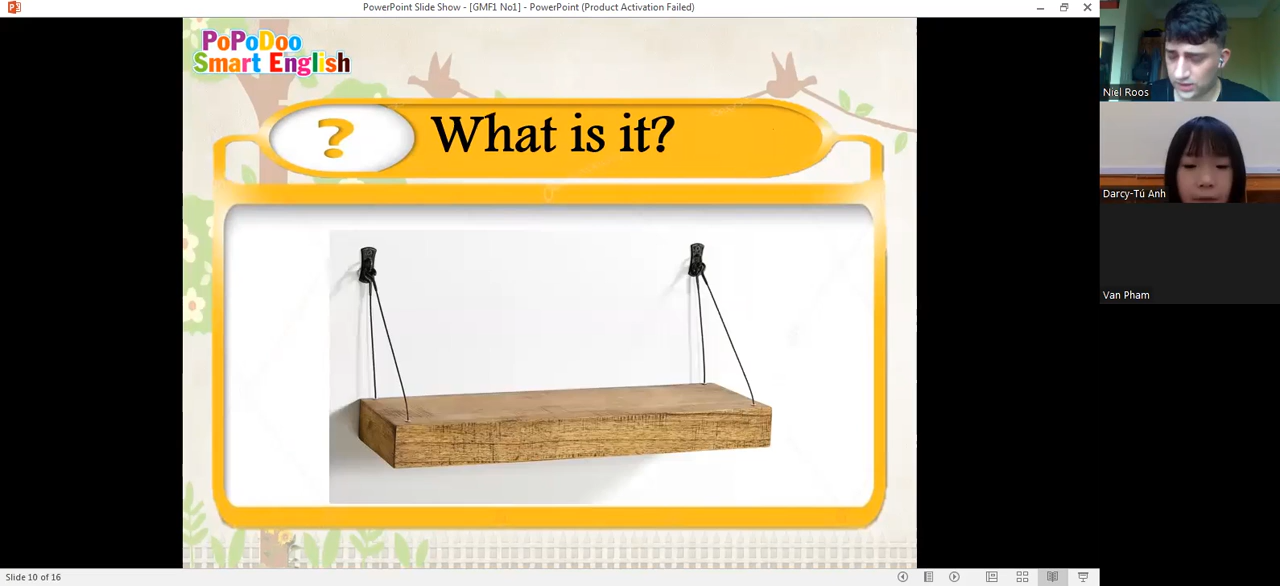 PowerPoint Slide Show - [GMF1 No1] - PowerPoint (Product Activation Failed)
PoPoDoo
Smart English
?
What is it?
Niel Roos
Darcy-Tú Anh
Van Pham
Slide 10 of 16